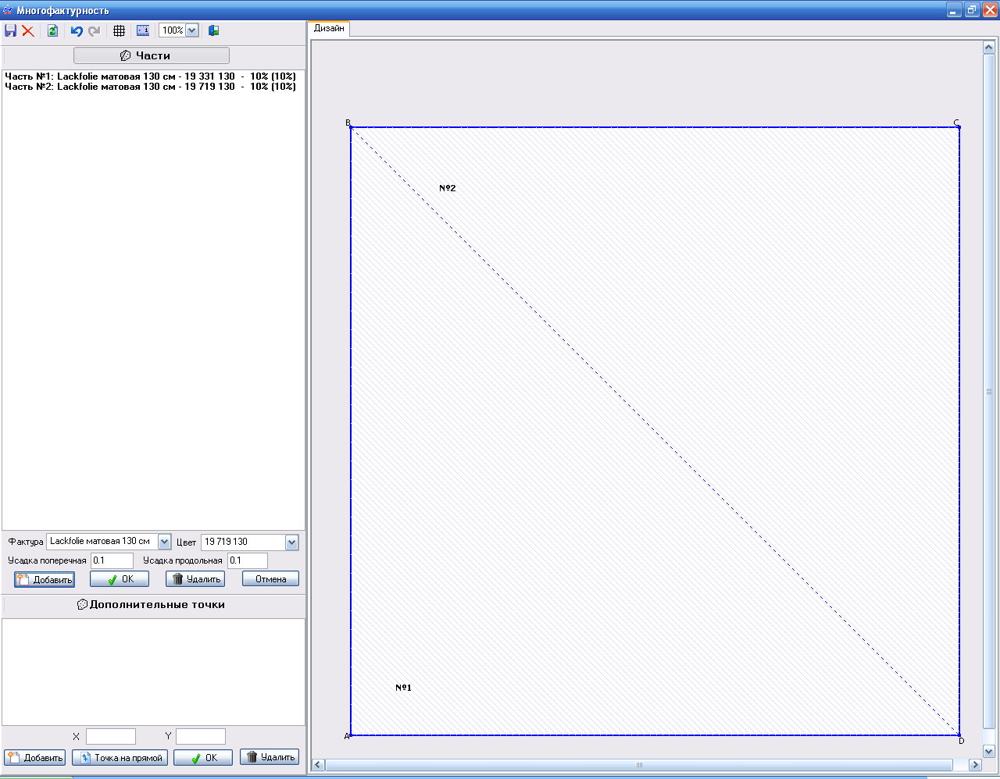 Многофактурность
100%
Дизайн
Части
Часть №1: Lackfolie матовая 130 см - 19 331 130  -  10% (10%)
Часть №2: Lackfolie матовая 130 см - 19 719 130  -  10% (10%)
B
C
№2
№1
A
D
Фактура Lackfolie матовая 130 см Цвет 19 719 130
Усадка поперечная 0.1 Усадка продольная 0.1
Добавить OK Удалить Отмена
Дополнительные точки
X Y
Добавить Точка на прямой OK Удалить